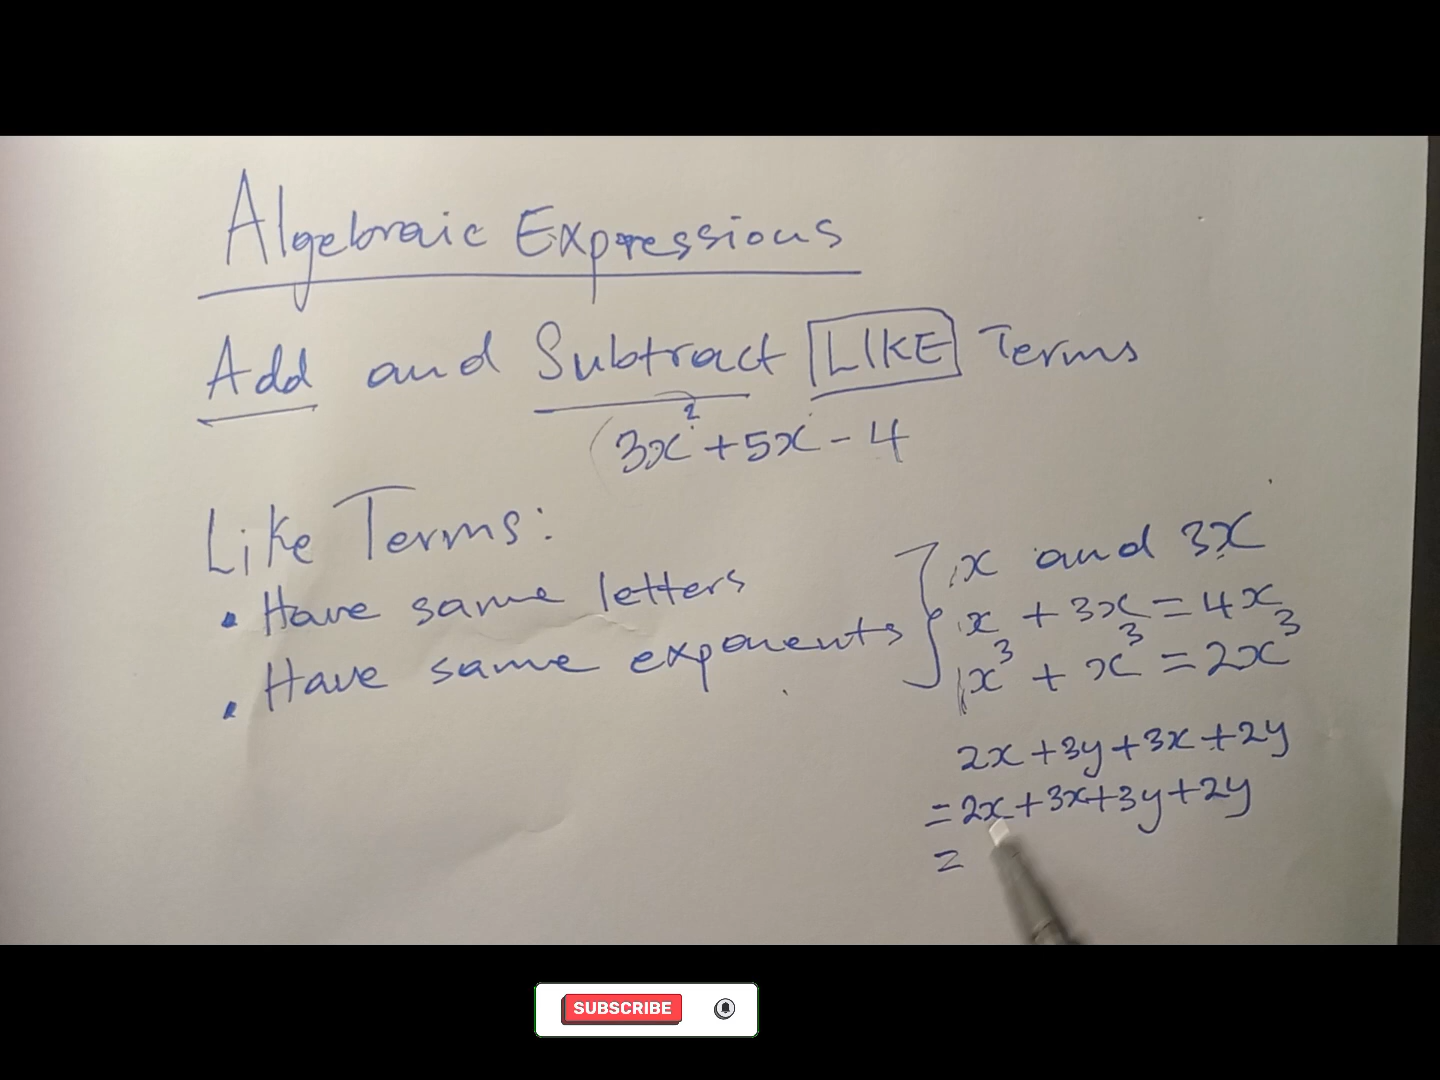 Algebraic Expressions
Add and Subtract LIKE Terms
3x² + 5x - 4
Like Terms:
• Have same letters
• Have same exponents
x and 3x
x + 3x = 4x
x³ + x³ = 2x³
2x + 3y + 3x + 2y
= 2x + 3x + 3y + 2y
=
SUBSCRIBE